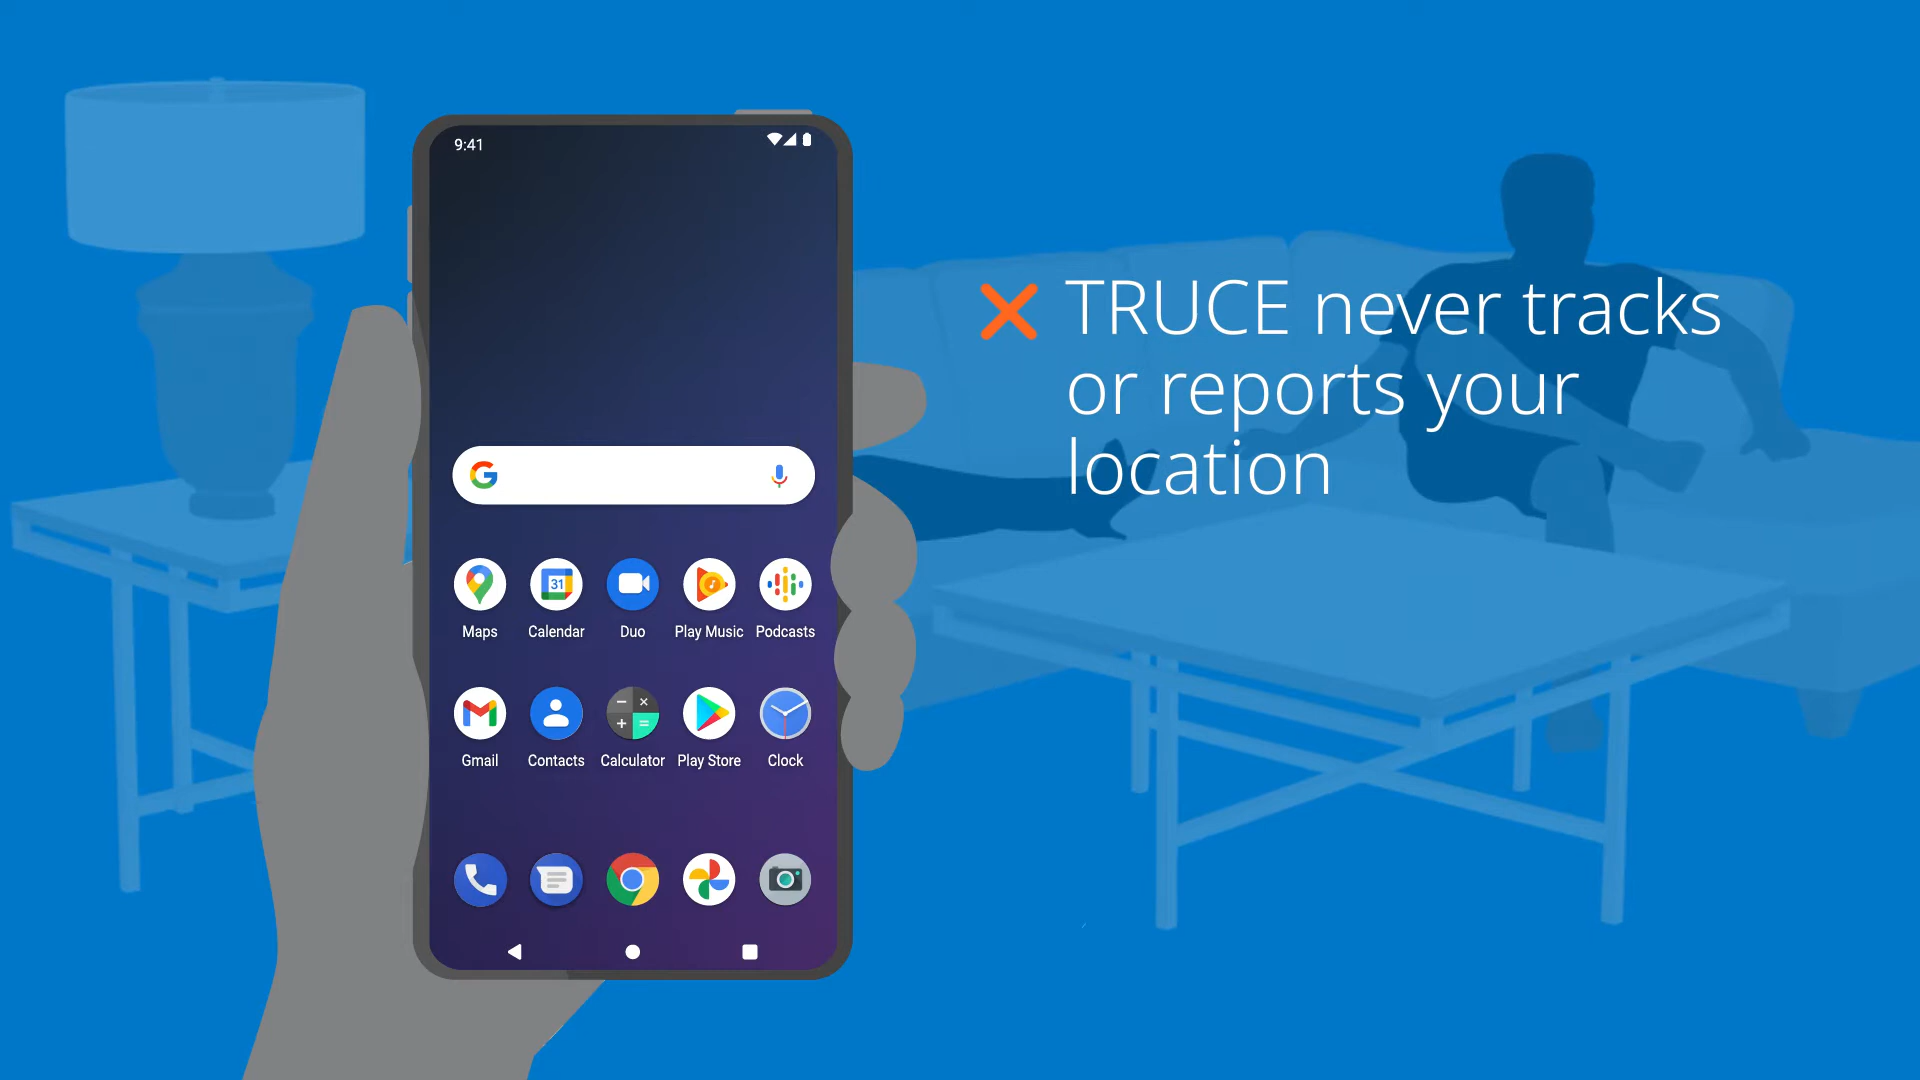 9:41
TRUCE never tracks
or reports your
location
31
Maps Calendar Duo Play Music Podcasts
Gmail Contacts Calculator Play Store Clock